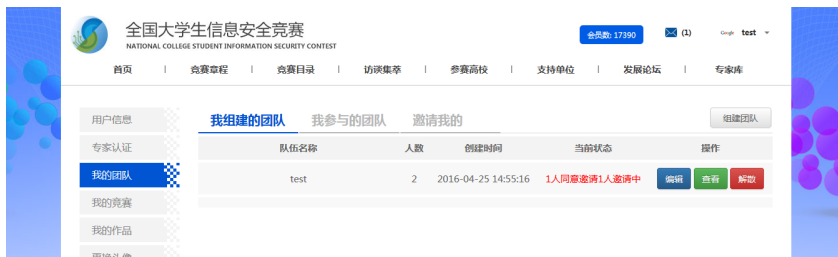 全国大学生信息安全竞赛
NATIONAL COLLEGE STUDENT INFORMATION SECURITY CONTEST
会员数: 17390
(1)
Google test
首页 | 竞赛章程 | 竞赛目录 | 访谈集萃 | 参赛高校 | 支持单位 | 发展论坛 | 专家库
用户信息
专家认证
我的团队
我的竞赛
我的作品
更换头像
我组建的团队 我参与的团队 邀请我的 组建团队
队伍名称 人数 创建时间 当前状态 操作
test 2 2016-04-25 14:55:16 1人同意邀请1人邀请中 编辑 查看 解散